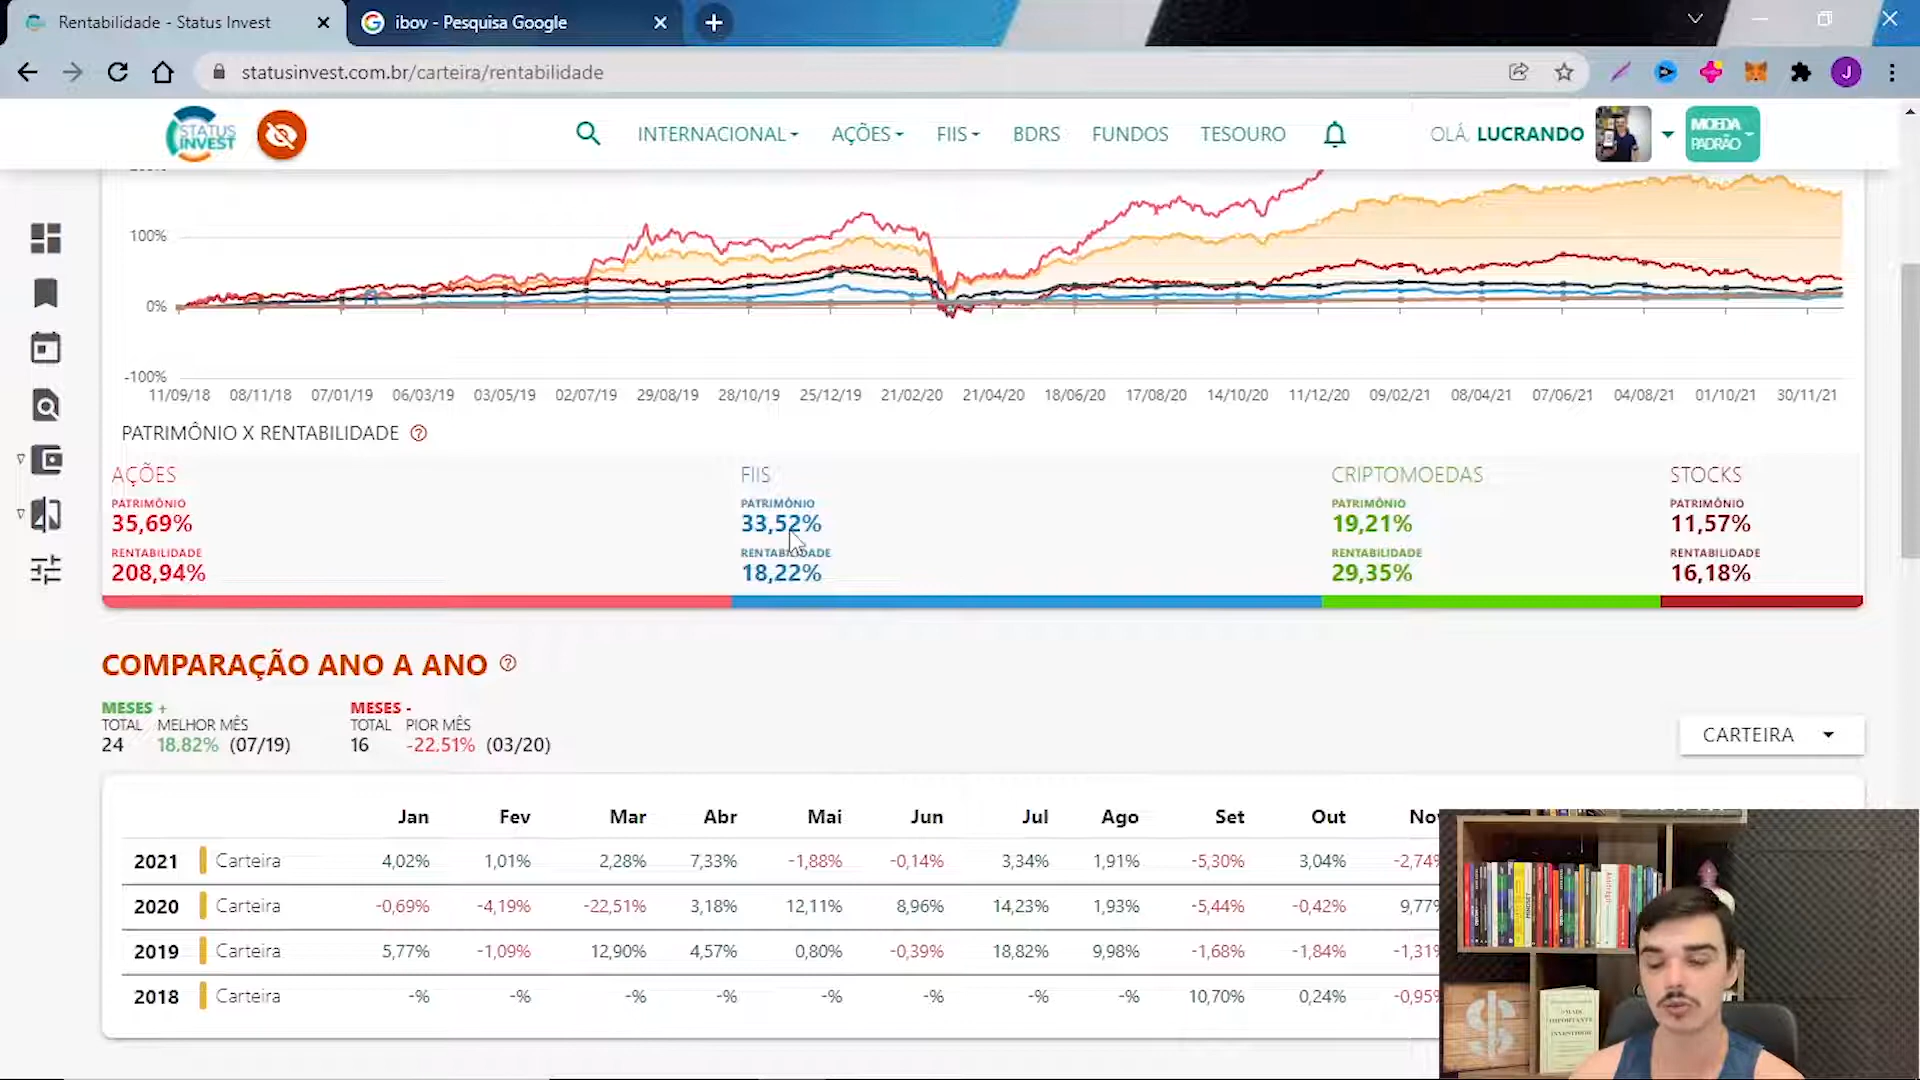 Rentabilidade - Status Invest
ibov - Pesquisa Google
statusinvest.com.br/carteira/rentabilidade
J
STATUS
INVEST
INTERNACIONAL
AÇÕES
FIIS
BDRS
FUNDOS
TESOURO
OLÁ, LUCRANDO
MOEDA
PADRÃO
100%
0%
-100%
11/09/18 08/11/18 07/01/19 06/03/19 03/05/19 02/07/19 29/08/19 28/10/19 25/12/19 21/02/20 21/04/20 18/06/20 17/08/20 14/10/20 11/12/20 09/02/21 08/04/21 07/06/21 04/08/21 01/10/21 30/11/21
PATRIMÔNIO X RENTABILIDADE
AÇÕES
PATRIMÔNIO
35,69%
RENTABILIDADE
208,94%
FIIS
PATRIMÔNIO
33,52%
RENTABILIDADE
18,22%
CRIPTOMOEDAS
PATRIMÔNIO
19,21%
RENTABILIDADE
29,35%
STOCKS
PATRIMÔNIO
11,57%
RENTABILIDADE
16,18%
COMPARAÇÃO ANO A ANO
MESES +
TOTAL MELHOR MÊS
24 18.82% (07/19)
MESES -
TOTAL PIOR MÊS
16 -22.51% (03/20)
CARTEIRA
Jan Fev Mar Abr Mai Jun Jul Ago Set Out Nov
2021 Carteira 4,02% 1,01% 2,28% 7,33% -1,88% -0,14% 3,34% 1,91% -5,30% 3,04% -2,74%
2020 Carteira -0,69% -4,19% -22,51% 3,18% 12,11% 8,96% 14,23% 1,93% -5,44% -0,42% 9,77%
2019 Carteira 5,77% -1,09% 12,90% 4,57% 0,80% -0,39% 18,82% 9,98% -1,68% -1,84% -1,31%
2018 Carteira -% -% -% -% -% -% -% -% 10,70% 0,24% -0,95%